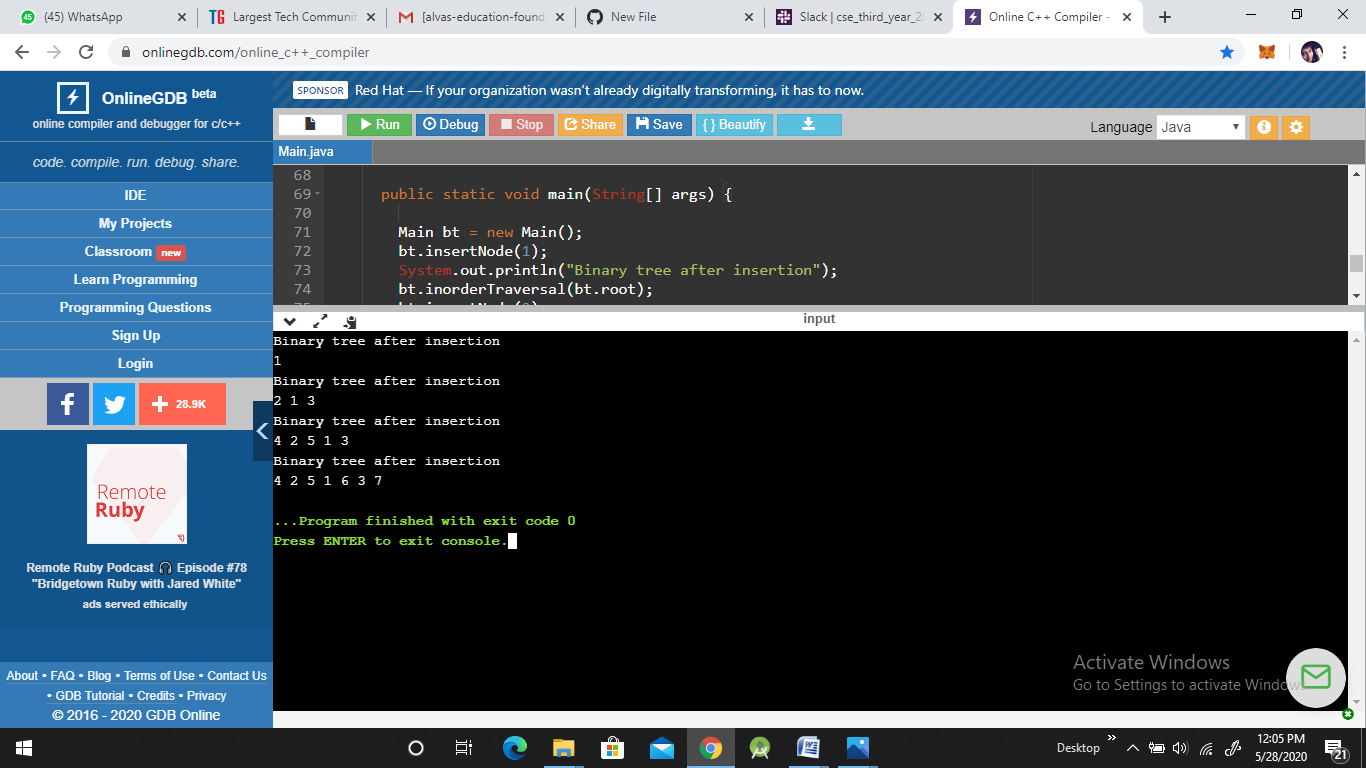 (45) WhatsApp
Largest Tech Communit
[alvas-education-found
New File
Slack | cse_third_year_2
Online C++ Compiler -
onlinegdb.com/online_c++_compiler
OnlineGDB beta
online compiler and debugger for c/c++
code. compile. run. debug. share.
IDE
My Projects
Classroom new
Learn Programming
Programming Questions
Sign Up
Login
28.9K
Remote
Ruby
Remote Ruby Podcast 🎧 Episode #78
"Bridgetown Ruby with Jared White"
ads served ethically
About • FAQ • Blog • Terms of Use • Contact Us
• GDB Tutorial • Credits • Privacy
© 2016 - 2020 GDB Online
SPONSOR Red Hat — If your organization wasn't already digitally transforming, it has to now.
Run Debug Stop Share Save { } Beautify
Language Java
Main.java
68
69 public static void main(String[] args) {
70
71 Main bt = new Main();
72 bt.insertNode(1);
73 System.out.println("Binary tree after insertion");
74 bt.inorderTraversal(bt.root);
input
Binary tree after insertion
1
Binary tree after insertion
2 1 3
Binary tree after insertion
4 2 5 1 3
Binary tree after insertion
4 2 5 1 6 3 7
...Program finished with exit code 0
Press ENTER to exit console.
Activate Windows
Go to Settings to activate Windows.
Desktop
12:05 PM
5/28/2020
21